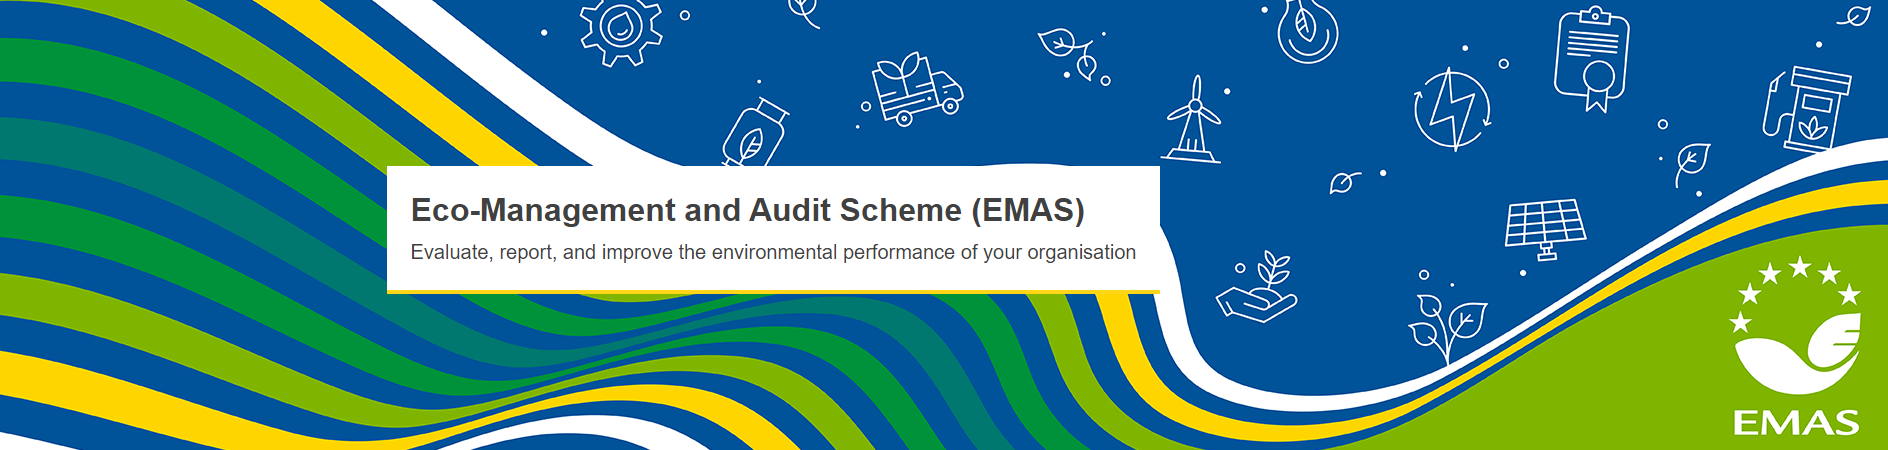 Eco-Management and Audit Scheme (EMAS)
Evaluate, report, and improve the environmental performance of your organisation
EMAS